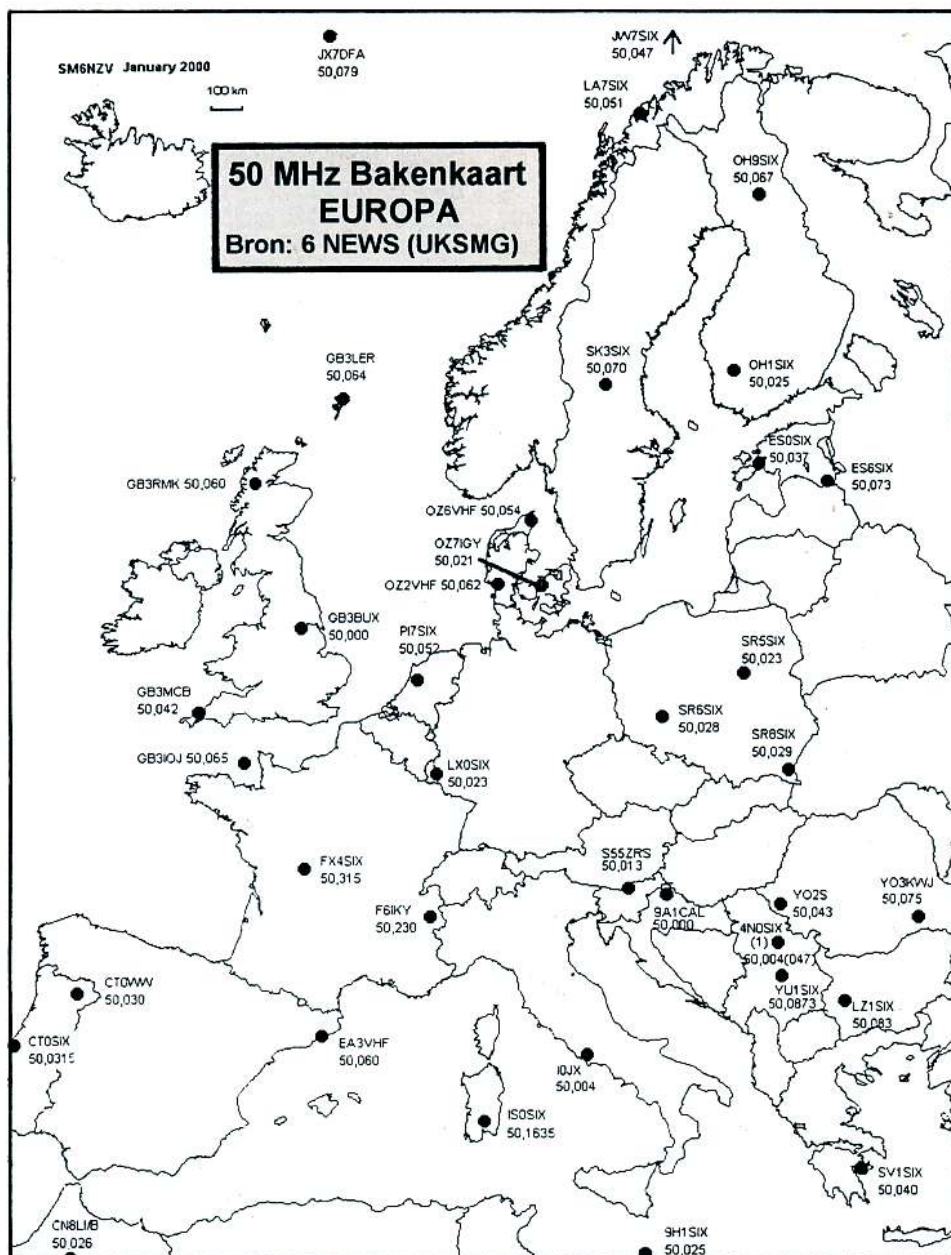 JX7DFA
50,079
JW7SIX
50,047
SM6NZV January 2000
100 km
LA7SIX
50,051
50 MHz Bakenkaart
EUROPA
Bron: 6 NEWS (UKSMG)
OH9SIX
50,067
GB3LER
50,064
SK3SIX
50,070
OH1SIX
50,025
ES0SIX
50,037
ES6SIX
50,073
GB3RMK 50,060
OZ6VHF 50,054
OZ7IGY
50,021
OZ2VHF 50,062
GB3BUX
50,000
PI7SIX
50,052
SR5SIX
50,023
GB3MCB
50,042
SR6SIX
50,028
SR8SIX
50,029
GB3IOJ 50,065
LX0SIX
50,023
FX4SIX
50,315
S55ZRS
50,013
F6IKY
50,230
9A1CAL
50,000
YO2S
50,043
YO3KWJ
50,075
4N0SIX
(1)
50,004(047)
CT0WW
50,030
YU1SIX
50,0873
LZ1SIX
50,083
CT0SIX
50,0315
EA3VHF
50,060
I0JX
50,004
IS0SIX
50,1635
SV1SIX
50,040
CN8LI/B
50,026
9H1SIX
50,025